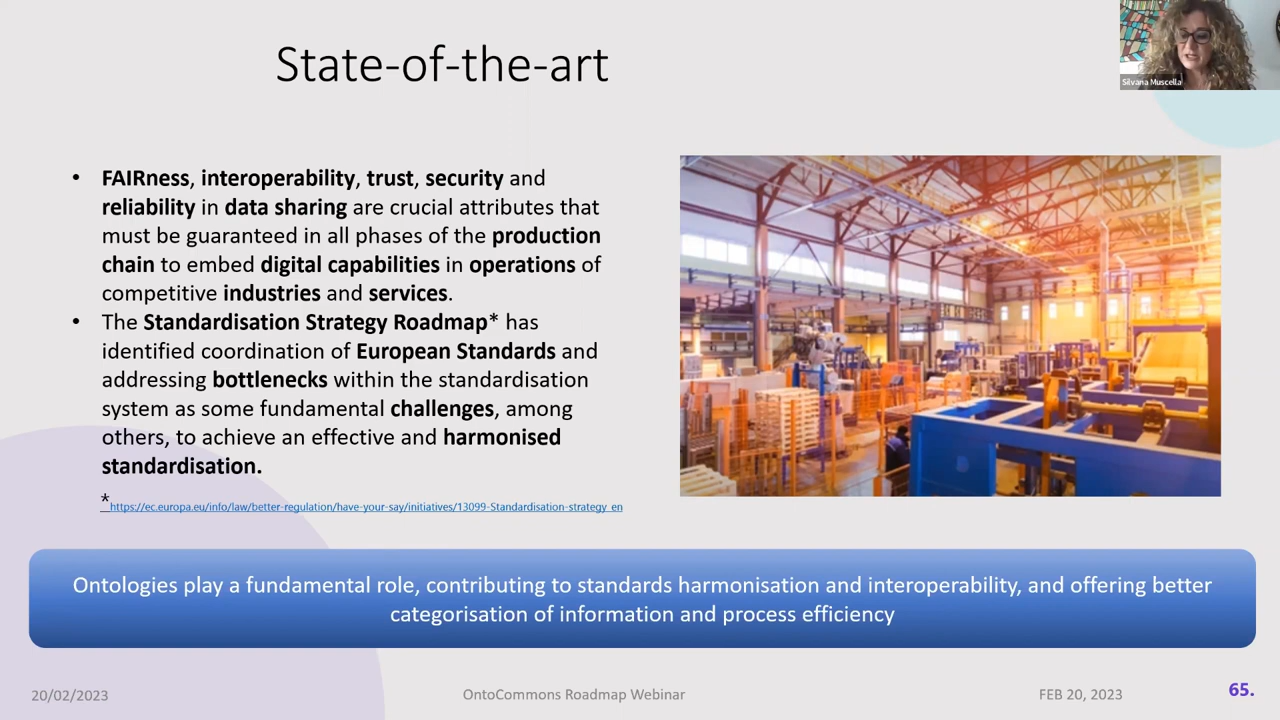 State-of-the-art
Silvana Muscella
• FAIRness, interoperability, trust, security and
reliability in data sharing are crucial attributes that
must be guaranteed in all phases of the production
chain to embed digital capabilities in operations of
competitive industries and services.
• The Standardisation Strategy Roadmap* has
identified coordination of European Standards and
addressing bottlenecks within the standardisation
system as some fundamental challenges, among
others, to achieve an effective and harmonised
standardisation.
* https://ec.europa.eu/info/law/better-regulation/have-your-say/initiatives/13099-Standardisation-strategy_en
Ontologies play a fundamental role, contributing to standards harmonisation and interoperability, and offering better
categorisation of information and process efficiency
20/02/2023
OntoCommons Roadmap Webinar
FEB 20, 2023
65.